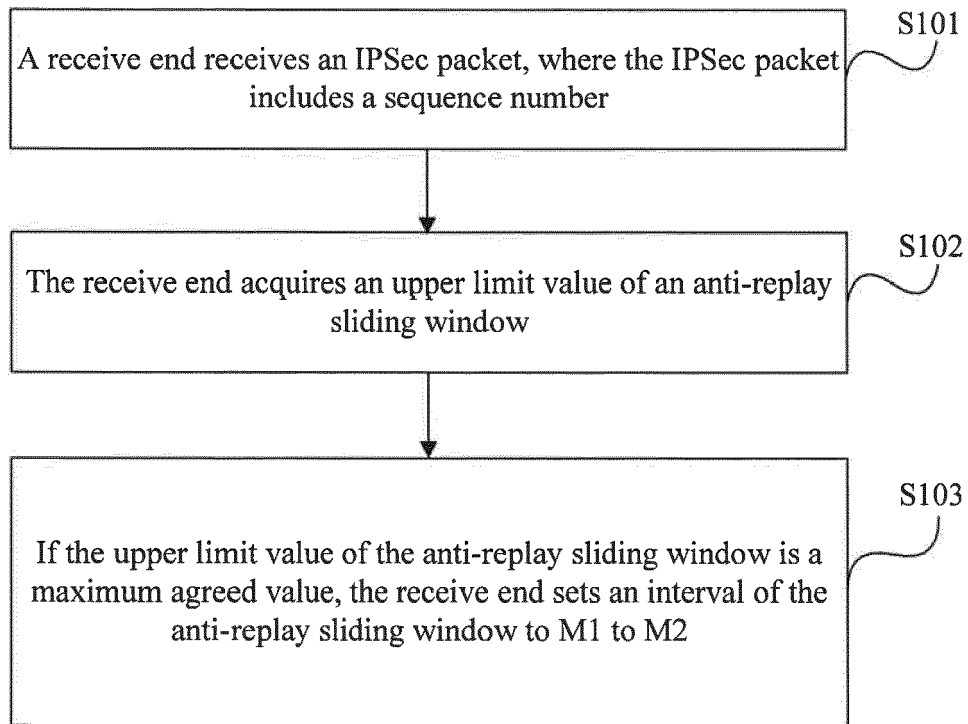 S101
A receive end receives an IPSec packet, where the IPSec packet
includes a sequence number
S102
The receive end acquires an upper limit value of an anti-replay
sliding window
S103
If the upper limit value of the anti-replay sliding window is a
maximum agreed value, the receive end sets an interval of the
anti-replay sliding window to M1 to M2